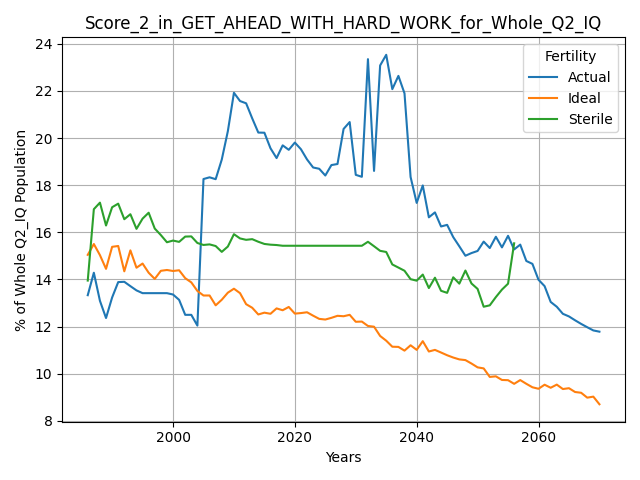 Score_2_in_GET_AHEAD_WITH_HARD_WORK_for_Whole_Q2_IQ
Fertility
Actual
Ideal
Sterile
% of Whole Q2_IQ Population
24
22
20
18
16
14
12
10
8
2000 2020 2040 2060
Years